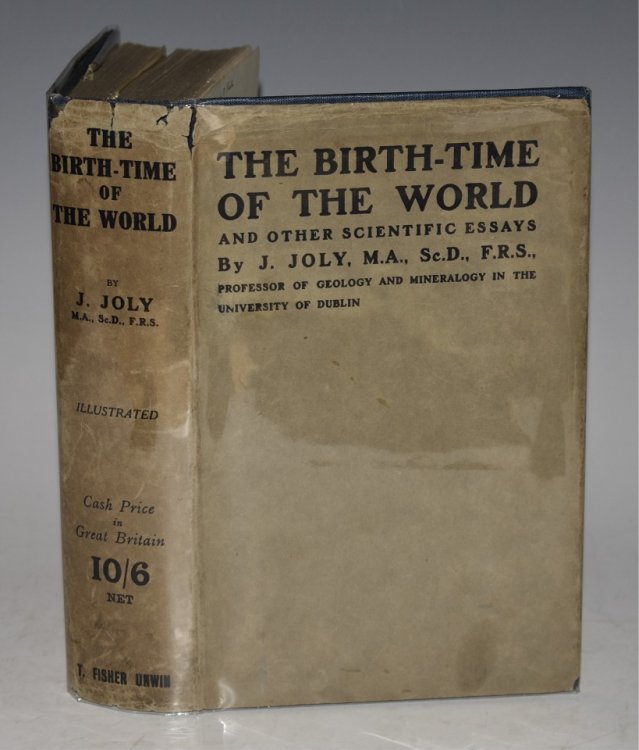 THE
BIRTH-TIME
OF
THE WORLD
BY
J. JOLY
M.A., Sc.D., F.R.S.
ILLUSTRATED
Cash Price
in
Great Britain
10/6
NET
T. FISHER UNWIN
THE BIRTH-TIME
OF THE WORLD
AND OTHER SCIENTIFIC ESSAYS
By J. JOLY, M.A., Sc.D., F.R.S.,
PROFESSOR OF GEOLOGY AND MINERALOGY IN THE
UNIVERSITY OF DUBLIN